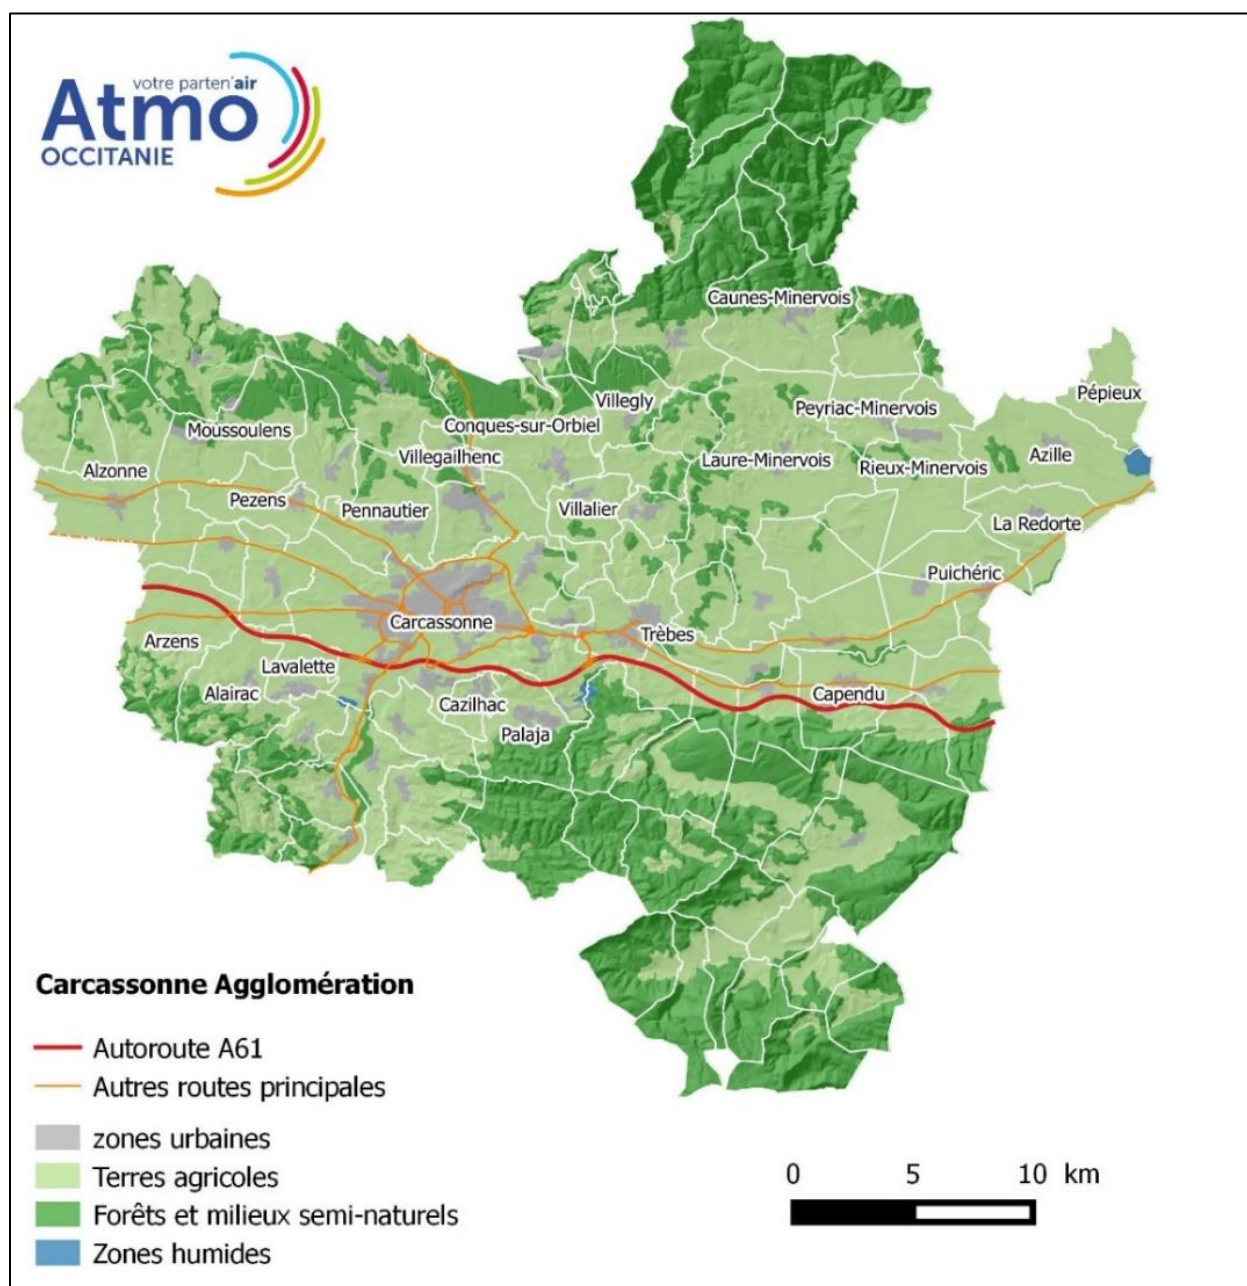 votre parten'air
Atmo
OCCITANIE
Caunes-Minervois
Pépieux
Villegly
Peyriac-Minervois
Conques-sur-Orbiel
Moussoulens
Azille
Villegailhenc
Laure-Minervois
Rieux-Minervois
Alzonne
Pezens
Pennautier
Villalier
La Redorte
Puichéric
Carcassonne
Trèbes
Arzens
Lavalette
Alairac
Capendu
Cazilhac
Palaja
Carcassonne Agglomération
Autoroute A61
Autres routes principales
zones urbaines
Terres agricoles
Forêts et milieux semi-naturels
Zones humides
0 5 10 km